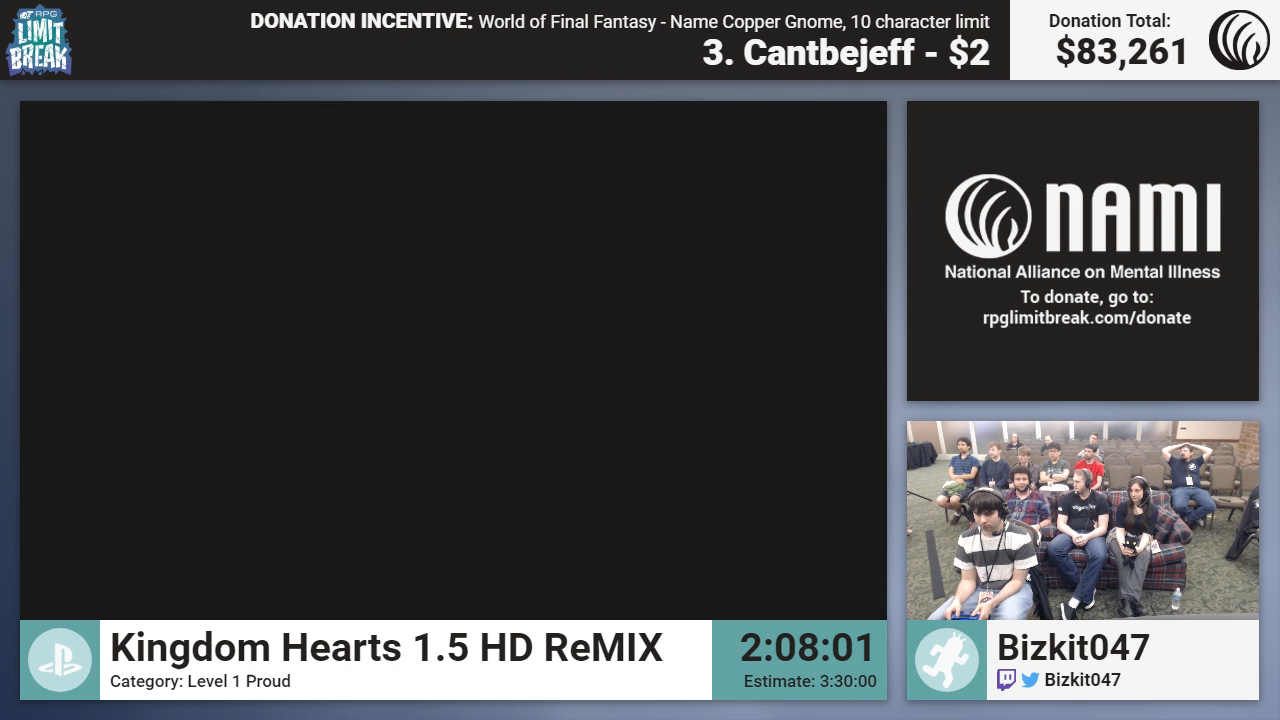 RPG
LIMIT
BREAK
DONATION INCENTIVE: World of Final Fantasy - Name Copper Gnome, 10 character limit
3. Cantbejeff - $2
Donation Total:
$83,261
NAMI
National Alliance on Mental Illness
To donate, go to:
rpglimitbreak.com/donate
Kingdom Hearts 1.5 HD ReMIX
Category: Level 1 Proud
2:08:01
Estimate: 3:30:00
Bizkit047
Bizkit047